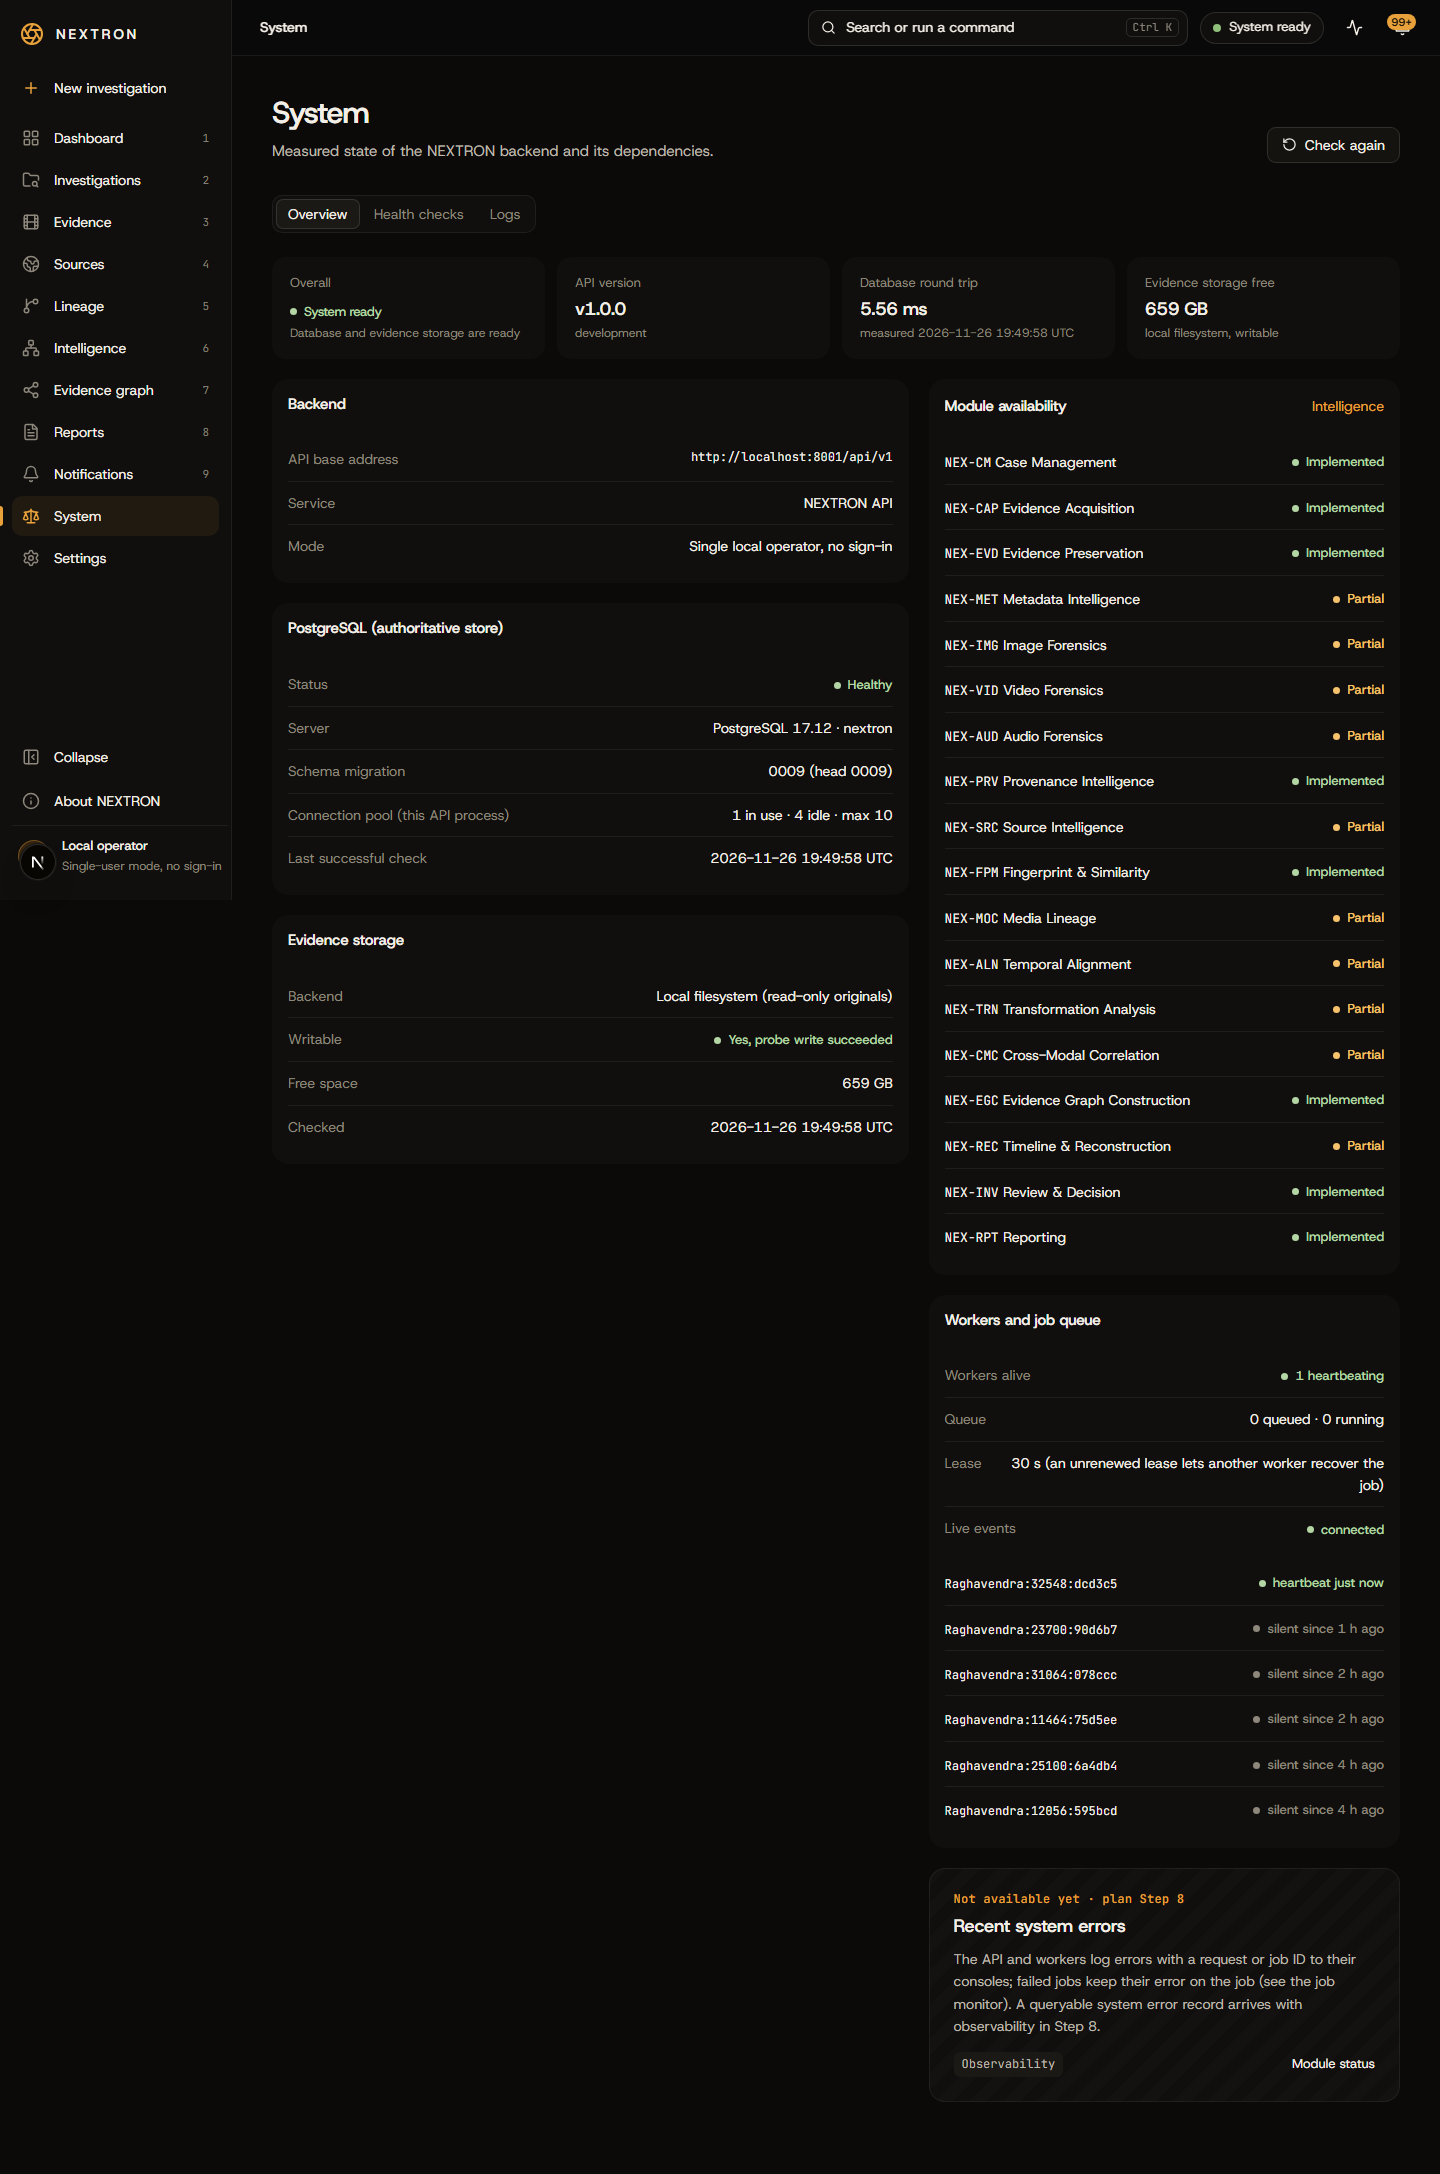 NEXTRON
New investigation
Dashboard 1
Investigations 2
Evidence 3
Sources 4
Lineage 5
Intelligence 6
Evidence graph 7
Reports 8
Notifications 9
System
Settings
Collapse
About NEXTRON
N
Local operator
Single-user mode, no sign-in
System
Search or run a command Ctrl K
System ready
99+
System
Measured state of the NEXTRON backend and its dependencies.
Check again
Overview Health checks Logs
Overall
System ready
Database and evidence storage are ready
API version
v1.0.0
development
Database round trip
5.56 ms
measured 2026-11-26 19:49:58 UTC
Evidence storage free
659 GB
local filesystem, writable
Backend
API base address http://localhost:8001/api/v1
Service NEXTRON API
Mode Single local operator, no sign-in
PostgreSQL (authoritative store)
Status Healthy
Server PostgreSQL 17.12 · nextron
Schema migration 0009 (head 0009)
Connection pool (this API process) 1 in use · 4 idle · max 10
Last successful check 2026-11-26 19:49:58 UTC
Evidence storage
Backend Local filesystem (read-only originals)
Writable Yes, probe write succeeded
Free space 659 GB
Checked 2026-11-26 19:49:58 UTC
Module availability Intelligence
NEX-CM Case Management Implemented
NEX-CAP Evidence Acquisition Implemented
NEX-EVD Evidence Preservation Implemented
NEX-MET Metadata Intelligence Partial
NEX-IMG Image Forensics Partial
NEX-VID Video Forensics Partial
NEX-AUD Audio Forensics Partial
NEX-PRV Provenance Intelligence Implemented
NEX-SRC Source Intelligence Partial
NEX-FPM Fingerprint & Similarity Implemented
NEX-MOC Media Lineage Partial
NEX-ALN Temporal Alignment Partial
NEX-TRN Transformation Analysis Partial
NEX-CMC Cross-Modal Correlation Partial
NEX-EGC Evidence Graph Construction Implemented
NEX-REC Timeline & Reconstruction Partial
NEX-INV Review & Decision Implemented
NEX-RPT Reporting Implemented
Workers and job queue
Workers alive 1 heartbeating
Queue 0 queued · 0 running
Lease 30 s (an unrenewed lease lets another worker recover the
job)
Live events connected
Raghavendra:32548:dcd3c5 heartbeat just now
Raghavendra:23700:90d6b7 silent since 1 h ago
Raghavendra:31064:078ccc silent since 2 h ago
Raghavendra:11464:75d5ee silent since 2 h ago
Raghavendra:25100:6a4db4 silent since 4 h ago
Raghavendra:12056:595bcd silent since 4 h ago
Not available yet · plan Step 8
Recent system errors
The API and workers log errors with a request or job ID to their
consoles; failed jobs keep their error on the job (see the job
monitor). A queryable system error record arrives with
observability in Step 8.
Observability Module status